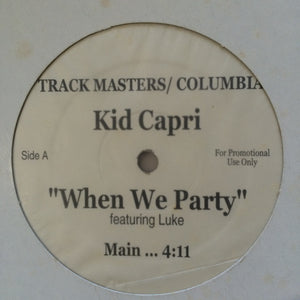 TRACK MASTERS/ COLUMBIA
Kid Capri
Side A
For Promotional
Use Only
"When We Party"
featuring Luke
Main ... 4:11